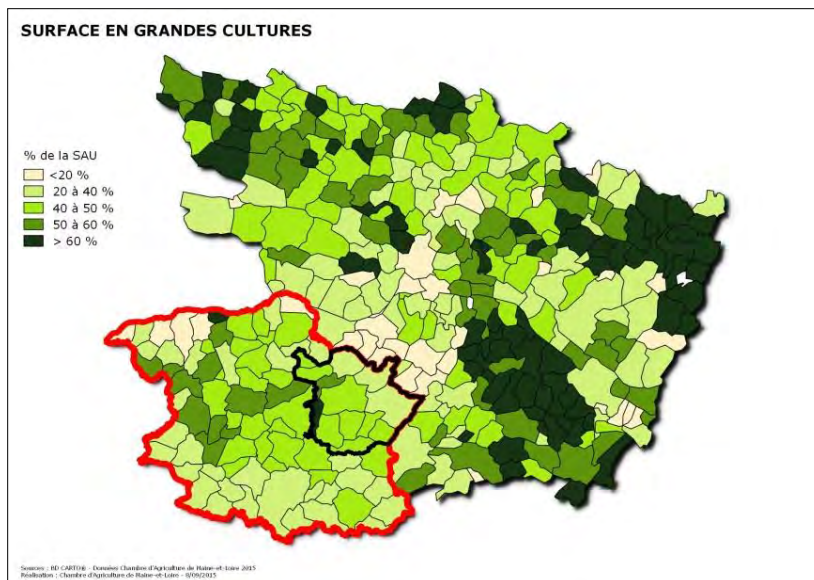 SURFACE EN GRANDES CULTURES
% de la SAU
<20 %
20 à 40 %
40 à 50 %
50 à 60 %
> 60 %
Sources : BD CARTO® - Données Chambre d'Agriculture de Maine-et-Loire 2015
Réalisation : Chambre d'Agriculture de Maine-et-Loire - 8/09/2015